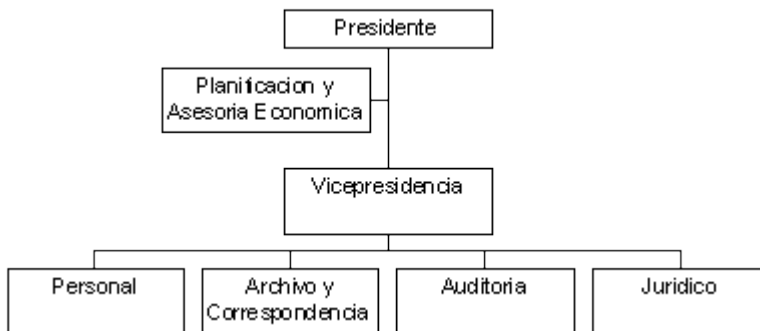 Presidente
Planificacion y
Asesoria Economica
Vicepresidencia
Personal
Archivo y
Correspondencia
Auditoria
Juridico